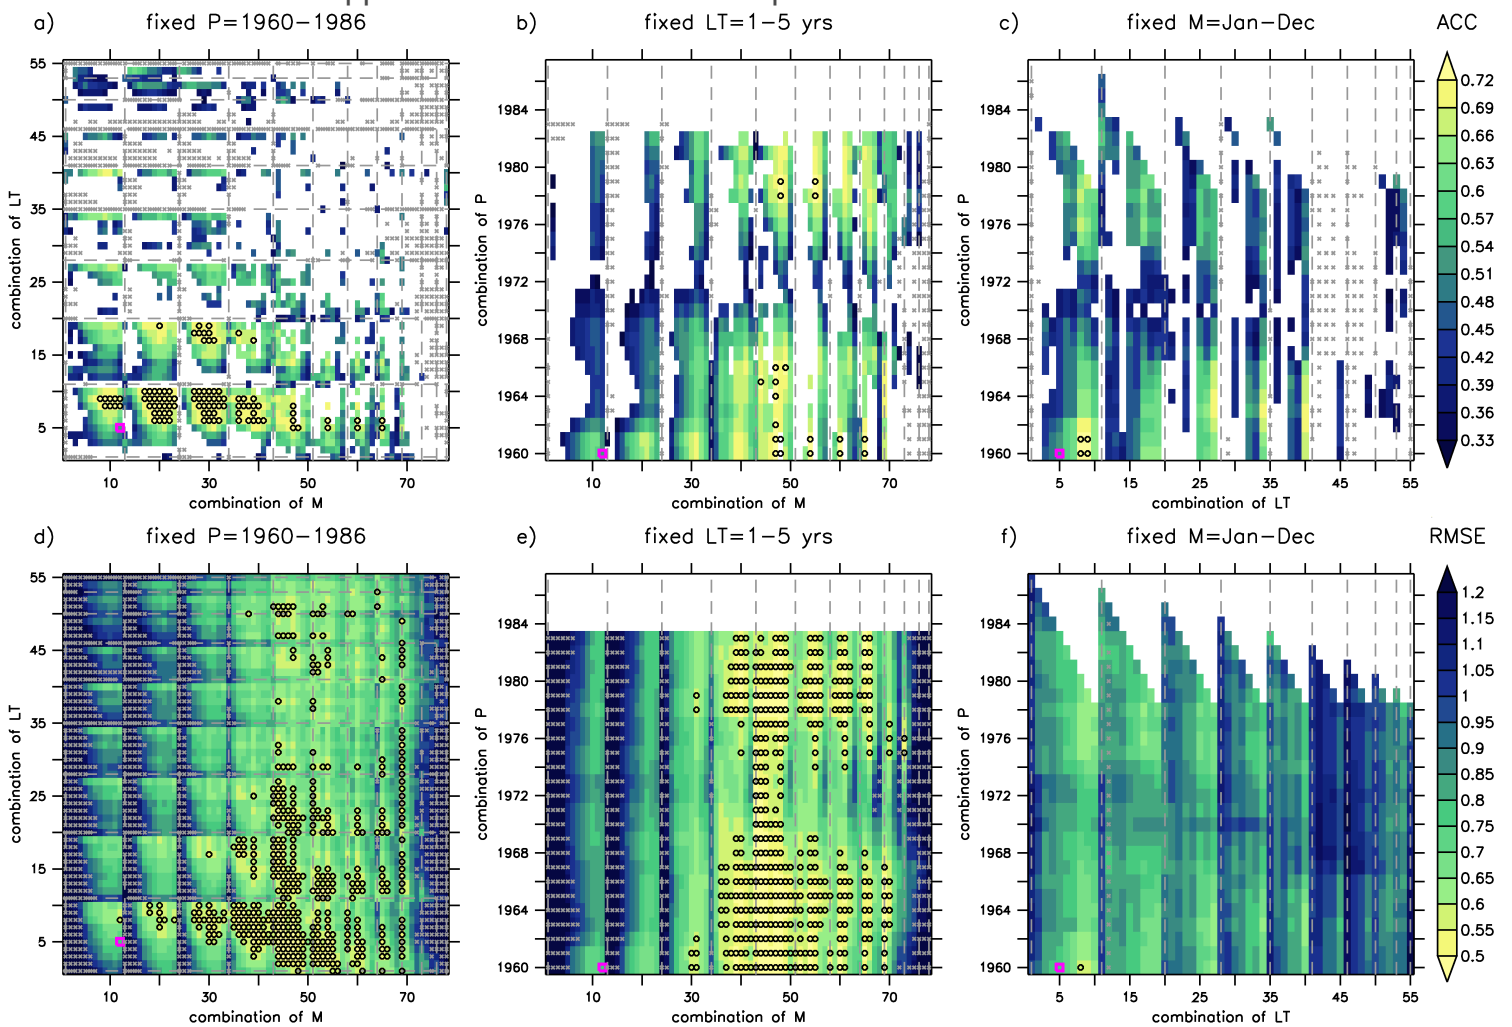 a) fixed P=1960−1986
b) fixed LT=1−5 yrs
c) fixed M=Jan−Dec
ACC
55
45
35
25
15
5
combination of LT
10 30 50 70
combination of M
1984
1980
1976
1972
1968
1964
1960
combination of P
10 30 50 70
combination of M
1984
1980
1976
1972
1968
1964
1960
combination of P
5 15 25 35 45 55
combination of LT
0.72
0.69
0.66
0.63
0.6
0.57
0.54
0.51
0.48
0.45
0.42
0.39
0.36
0.33
d) fixed P=1960−1986
e) fixed LT=1−5 yrs
f) fixed M=Jan−Dec
RMSE
55
45
35
25
15
5
combination of LT
10 30 50 70
combination of M
1984
1980
1976
1972
1968
1964
1960
combination of P
10 30 50 70
combination of M
1984
1980
1976
1972
1968
1964
1960
combination of P
5 15 25 35 45 55
combination of LT
1.2
1.15
1.1
1.05
1
0.95
0.9
0.85
0.8
0.75
0.7
0.65
0.6
0.55
0.5